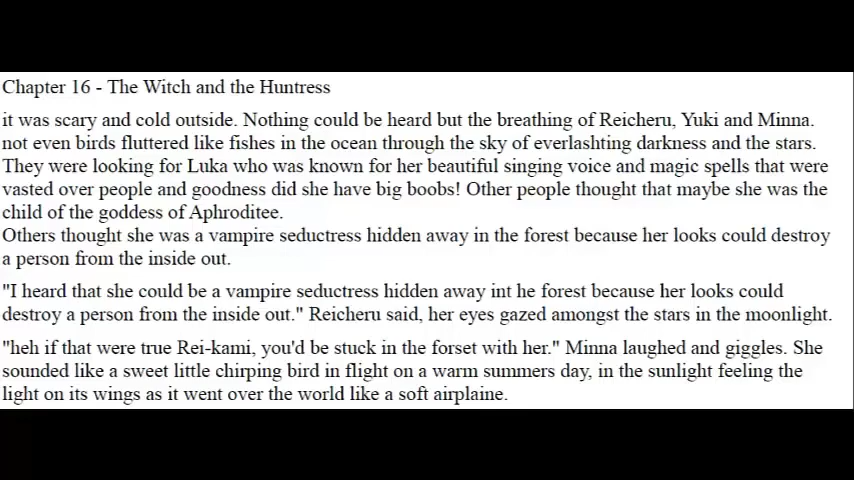 Chapter 16 - The Witch and the Huntress
it was scary and cold outside. Nothing could be heard but the breathing of Reicheru, Yuki and Minna.
not even birds fluttered like fishes in the ocean through the sky of everlashting darkness and the stars.
They were looking for Luka who was known for her beautiful singing voice and magic spells that were
vasted over people and goodness did she have big boobs! Other people thought that maybe she was the
child of the goddess of Aphroditee.
Others thought she was a vampire seductress hidden away in the forest because her looks could destroy
a person from the inside out.
"I heard that she could be a vampire seductress hidden away int he forest because her looks could
destroy a person from the inside out." Reicheru said, her eyes gazed amongst the stars in the moonlight.
"heh if that were true Rei-kami, you'd be stuck in the forset with her." Minna laughed and giggles. She
sounded like a sweet little chirping bird in flight on a warm summers day, in the sunlight feeling the
light on its wings as it went over the world like a soft airplaine.